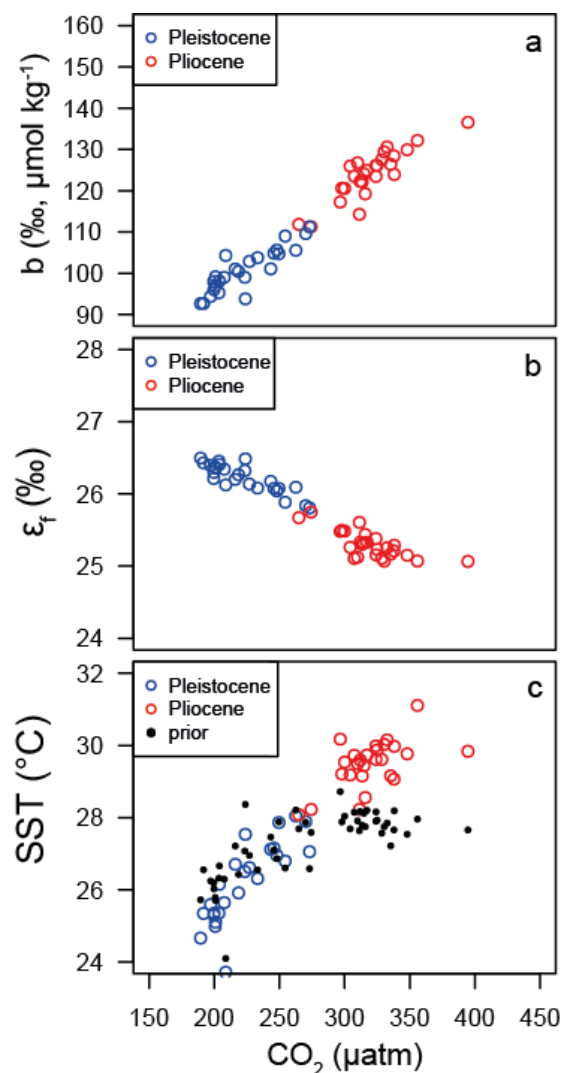 160
150
140
130
120
110
100
90
b (‰, µmol kg⁻¹)
Pleistocene
Pliocene
a
28
27
26
25
24
εf (‰)
Pleistocene
Pliocene
b
32
30
28
26
24
SST (°C)
Pleistocene
Pliocene
prior
c
150 200 250 300 350 400 450
CO₂ (µatm)